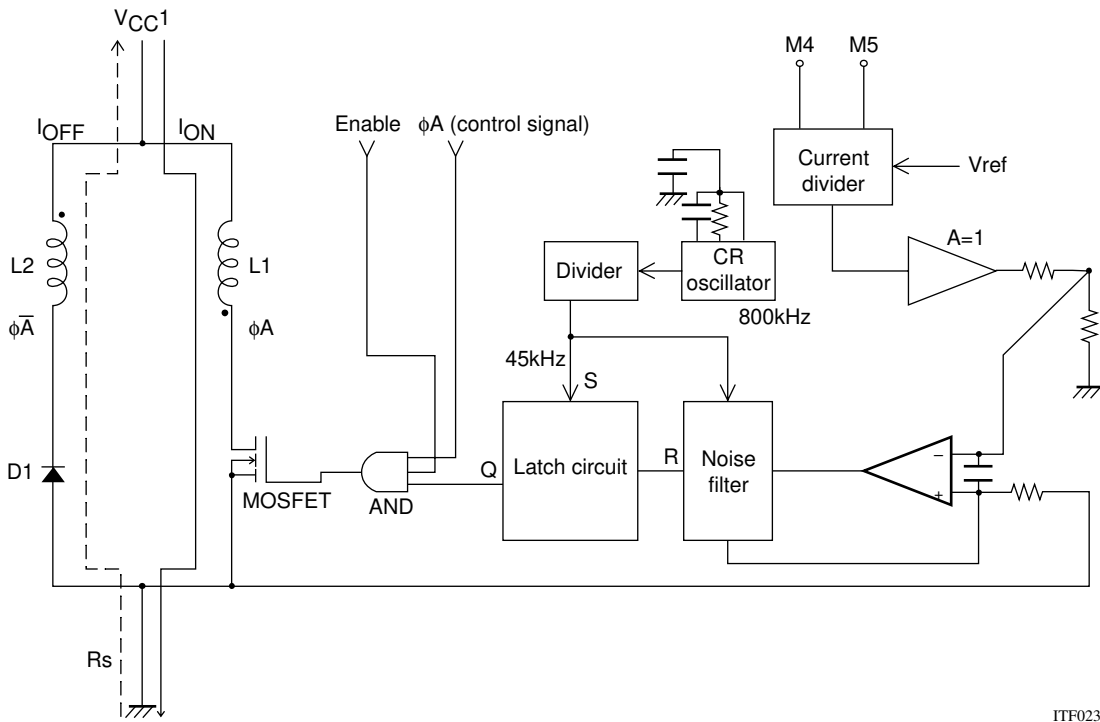 VCC1
M4
M5
IOFF
ION
Enable
ϕA (control signal)
Current
divider
Vref
A=1
L2
L1
Divider
CR
oscillator
ϕA̅
ϕA
800kHz
45kHz
S
D1
MOSFET
AND
Q
Latch circuit
R
Noise
filter
−
+
Rs
ITF023